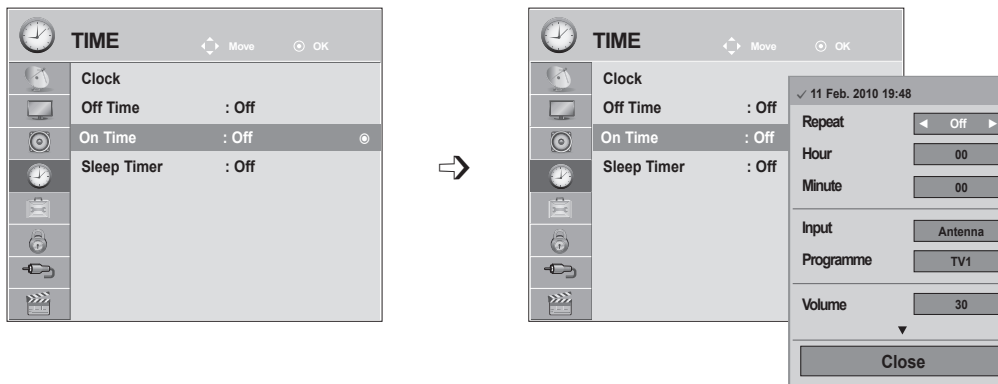 TIME Move OK
Clock
Off Time : Off
On Time : Off
Sleep Timer : Off
TIME Move OK
Clock
Off Time : Off
On Time : Off
Sleep Timer : Off
✓ 11 Feb. 2010 19:48
Repeat ◄ Off ►
Hour 00
Minute 00
Input Antenna
Programme TV1
Volume 30
▼
Close